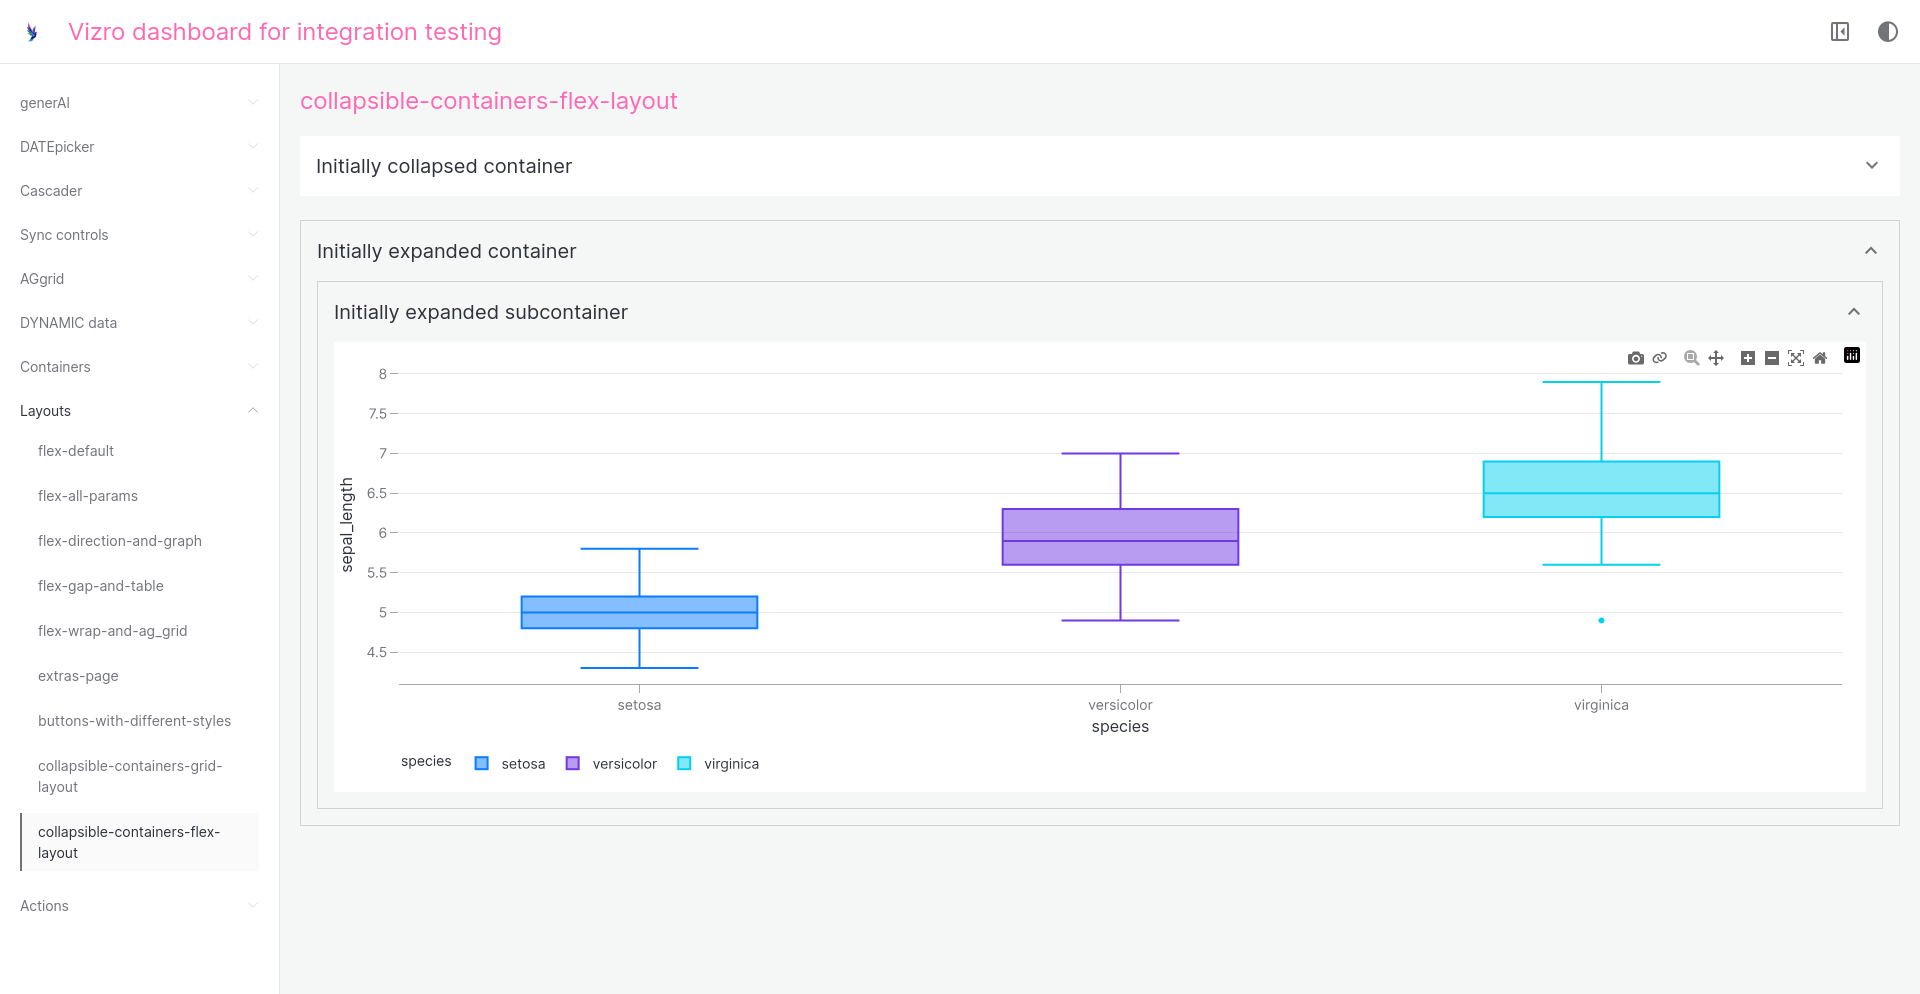 Vizro dashboard for integration testing
generAI
DATEpicker
Cascader
Sync controls
AGgrid
DYNAMIC data
Containers
Layouts
flex-default
flex-all-params
flex-direction-and-graph
flex-gap-and-table
flex-wrap-and-ag_grid
extras-page
buttons-with-different-styles
collapsible-containers-grid-
layout
collapsible-containers-flex-
layout
Actions
collapsible-containers-flex-layout
Initially collapsed container
Initially expanded container
Initially expanded subcontainer
8
7.5
7
6.5
6
5.5
5
4.5
sepal_length
setosa versicolor virginica
species
species setosa versicolor virginica